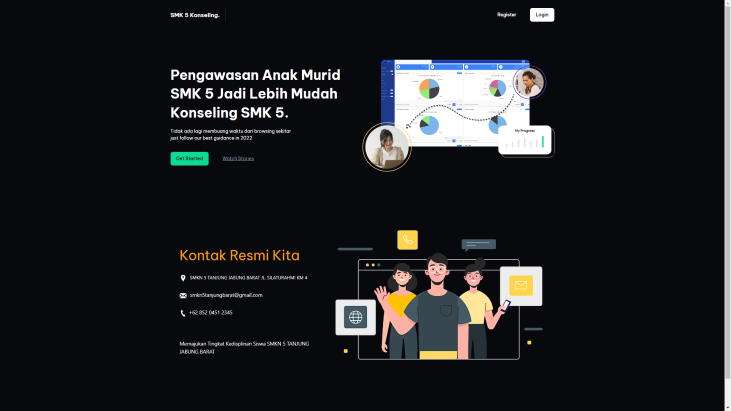 SMK 5 Konseling.
Register
Login
Pengawasan Anak Murid
SMK 5 Jadi Lebih Mudah
Konseling SMK 5.
Tidak ada lagi membuang waktu dari browsing sekitar
just follow our best guidance in 2022
Get Started
Watch Stories
My Progress
Kontak Resmi Kita
SMKN 5 TANJUNG JABUNG BARAT JL. SILATURAHMI KM 4
smkn5tanjungbarat@gmail.com
+62 852 0451 2345
Memajukan Tingkat Kedisplinan Siswa SMKN 5 TANJUNG
JABUNG BARAT